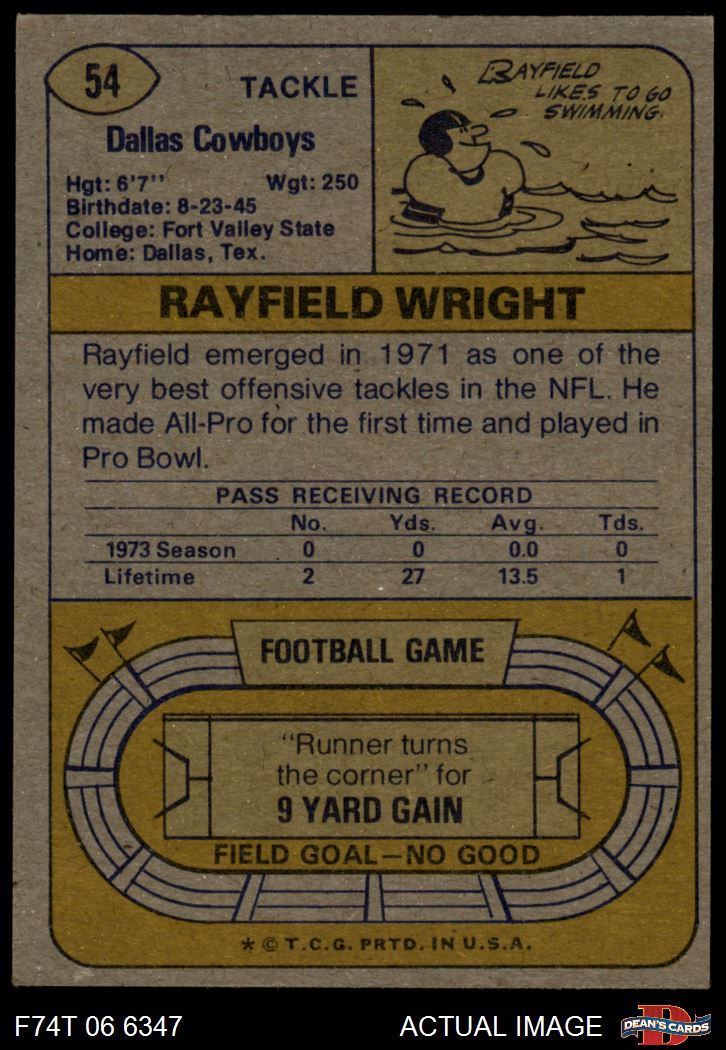 54
TACKLE
Dallas Cowboys
Hgt: 6'7'' Wgt: 250
Birthdate: 8-23-45
College: Fort Valley State
Home: Dallas, Tex.
RAYFIELD
LIKES TO GO
SWIMMING.
RAYFIELD WRIGHT
Rayfield emerged in 1971 as one of the
very best offensive tackles in the NFL. He
made All-Pro for the first time and played in
Pro Bowl.
PASS RECEIVING RECORD
No. Yds. Avg. Tds.
1973 Season 0 0 0.0 0
Lifetime 2 27 13.5 1
FOOTBALL GAME
"Runner turns
the corner" for
9 YARD GAIN
FIELD GOAL—NO GOOD
* © T.C.G. PRTD. IN U.S.A.
F74T 06 6347 ACTUAL IMAGE
DEAN'S CARDS